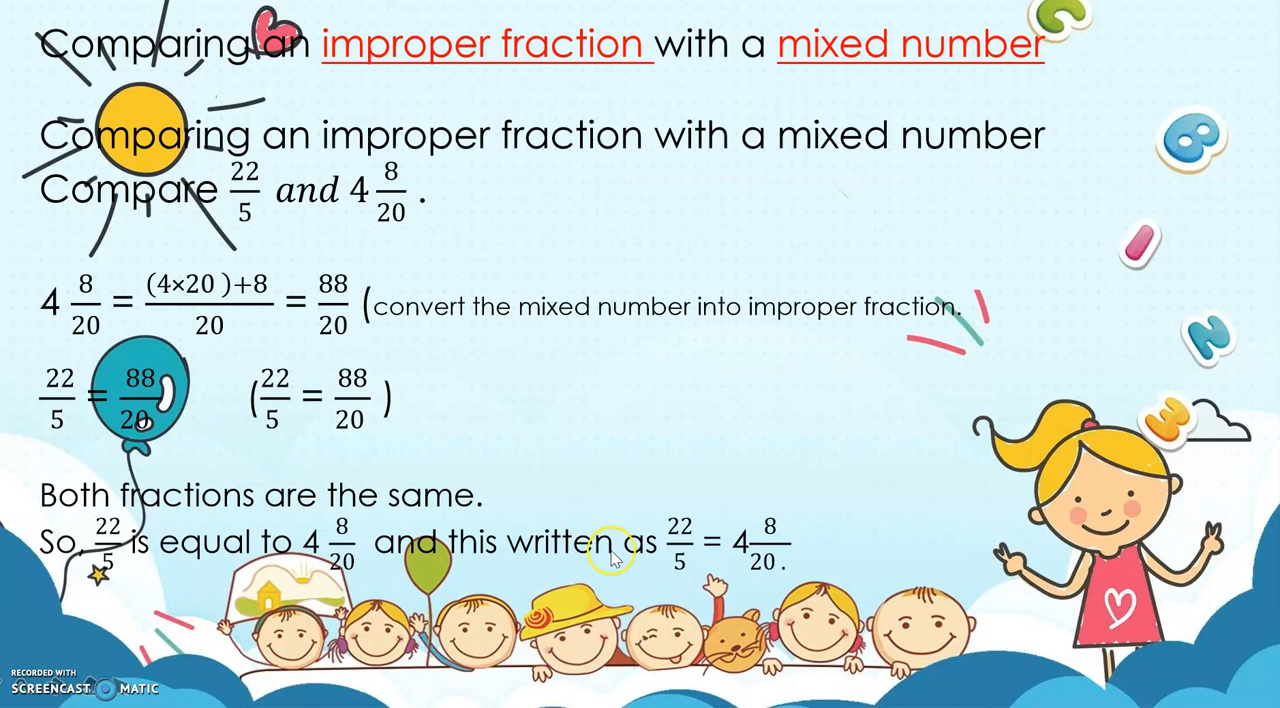 Comparing an improper fraction with a mixed number
Comparing an improper fraction with a mixed number
Compare 22/5 and 4 8/20 .
4 8/20 = (4×20 )+8/20 = 88/20 (convert the mixed number into improper fraction.
22/5 = 88/20 (22/5 = 88/20 )
Both fractions are the same.
So, 22/5 is equal to 4 8/20 and this written as 22/5 = 4 8/20 .
C
B
I
N
E
RECORDED WITH
SCREENCAST MATIC